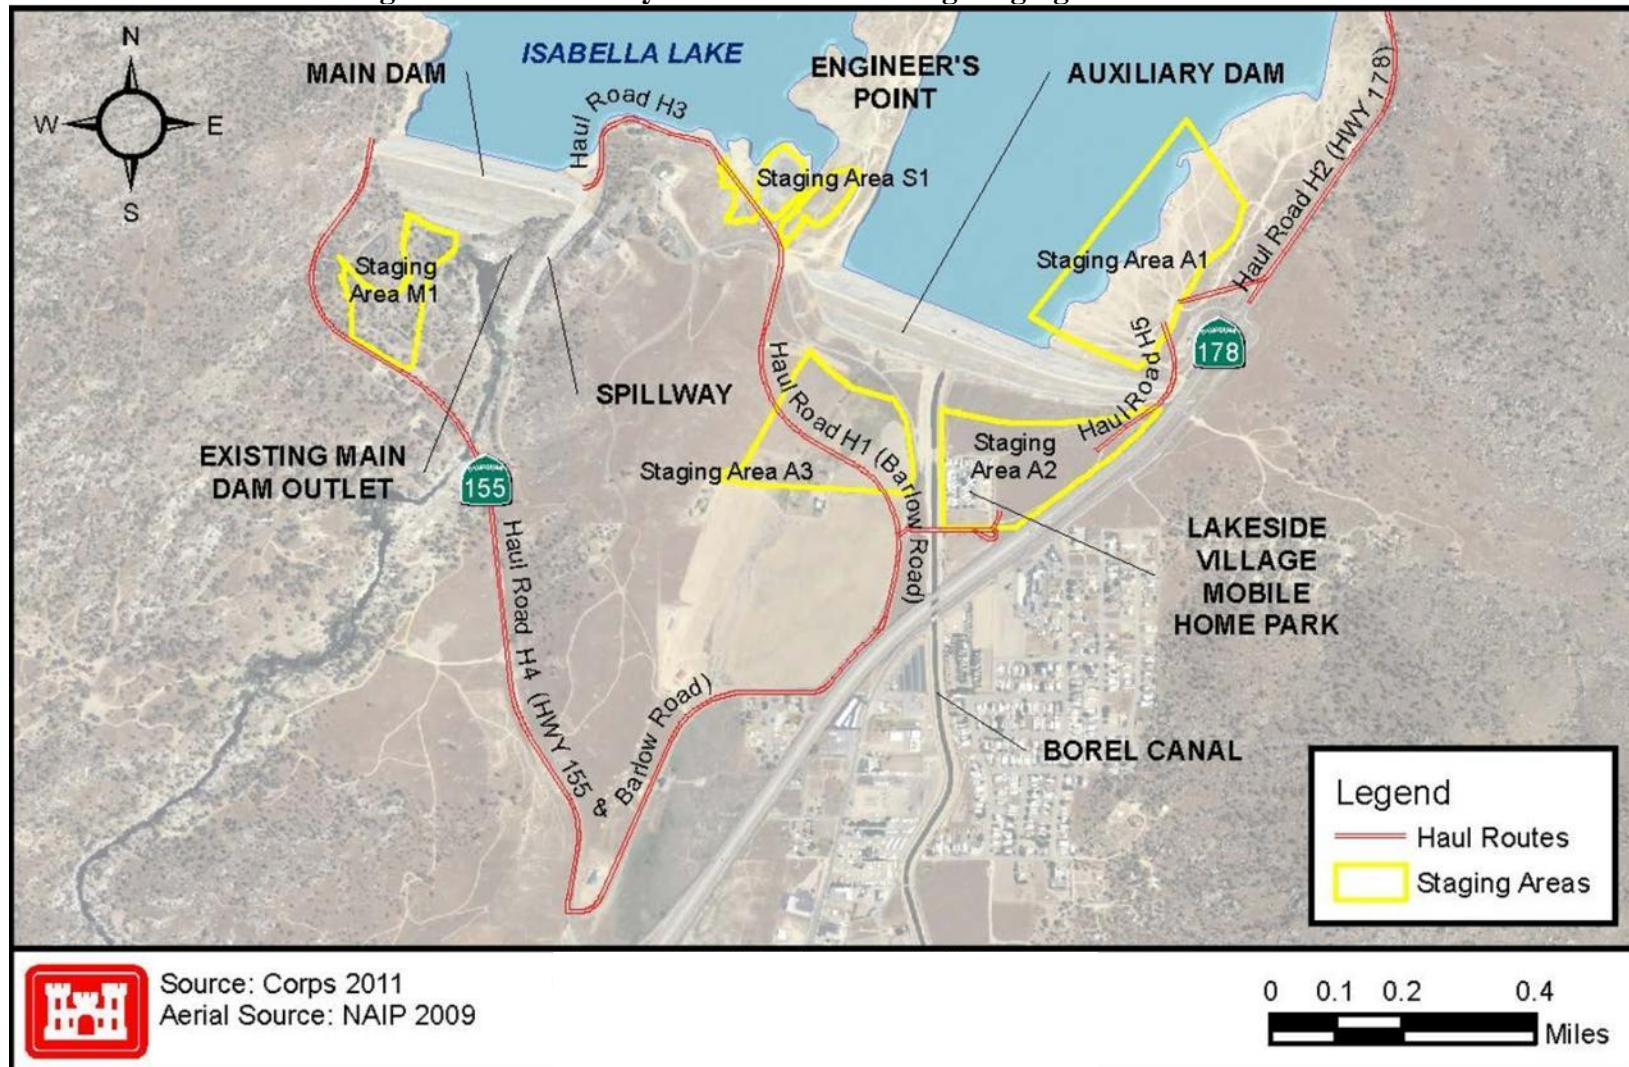 N
W
E
S
MAIN DAM
ISABELLA LAKE
ENGINEER'S
POINT
AUXILIARY DAM
Haul Road H3
Staging Area S1
Haul Road H2 (HWY 178)
Staging
Area M1
Staging Area A1
178
Haul Road H5
SPILLWAY
Haul Road H1 (Barlow Road)
EXISTING MAIN
DAM OUTLET
155
Staging Area A3
Staging
Area A2
LAKESIDE
VILLAGE
MOBILE
HOME PARK
Haul Road H4 (HWY 155 & Barlow Road)
BOREL CANAL
Legend
Haul Routes
Staging Areas
Source: Corps 2011
Aerial Source: NAIP 2009
0 0.1 0.2 0.4
Miles